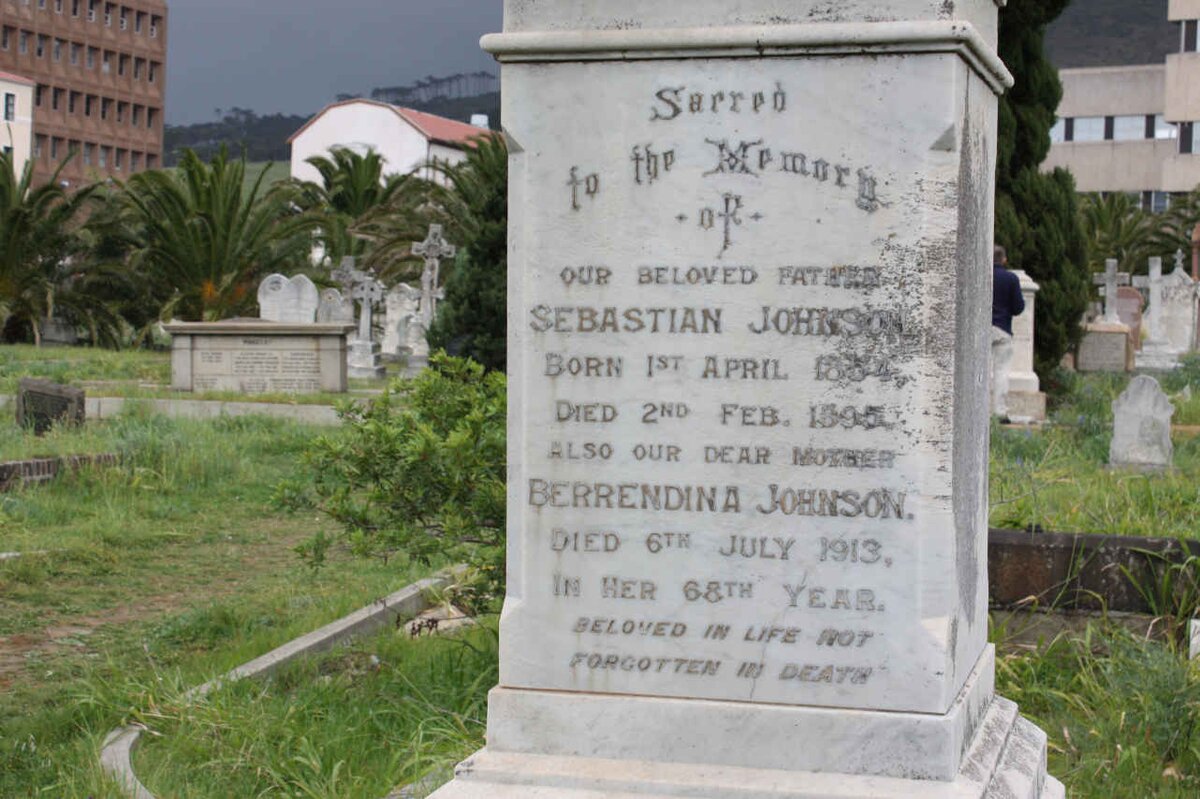 Sacred
to the Memory
of
OUR BELOVED FATHER
SEBASTIAN JOHNSON
BORN 1ST APRIL 1834,
DIED 2ND FEB. 1895.
ALSO OUR DEAR MOTHER
BERRENDINA JOHNSON.
DIED 6TH JULY 1913,
IN HER 68TH YEAR.
BELOVED IN LIFE NOT
FORGOTTEN IN DEATH